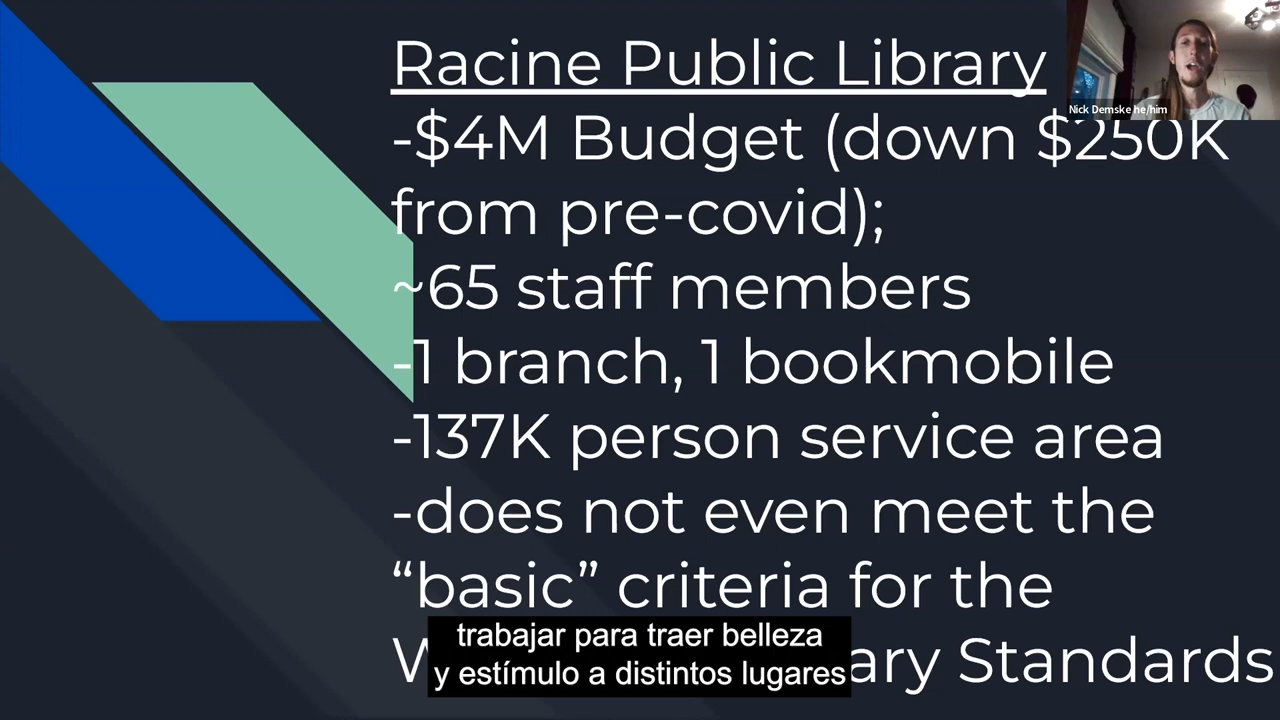 Racine Public Library
Nick Demske he/him
-$4M Budget (down $250K
from pre-covid);
~65 staff members
-1 branch, 1 bookmobile
-137K person service area
-does not even meet the
“basic” criteria for the
ary Standards
trabajar para traer belleza
y estímulo a distintos lugares